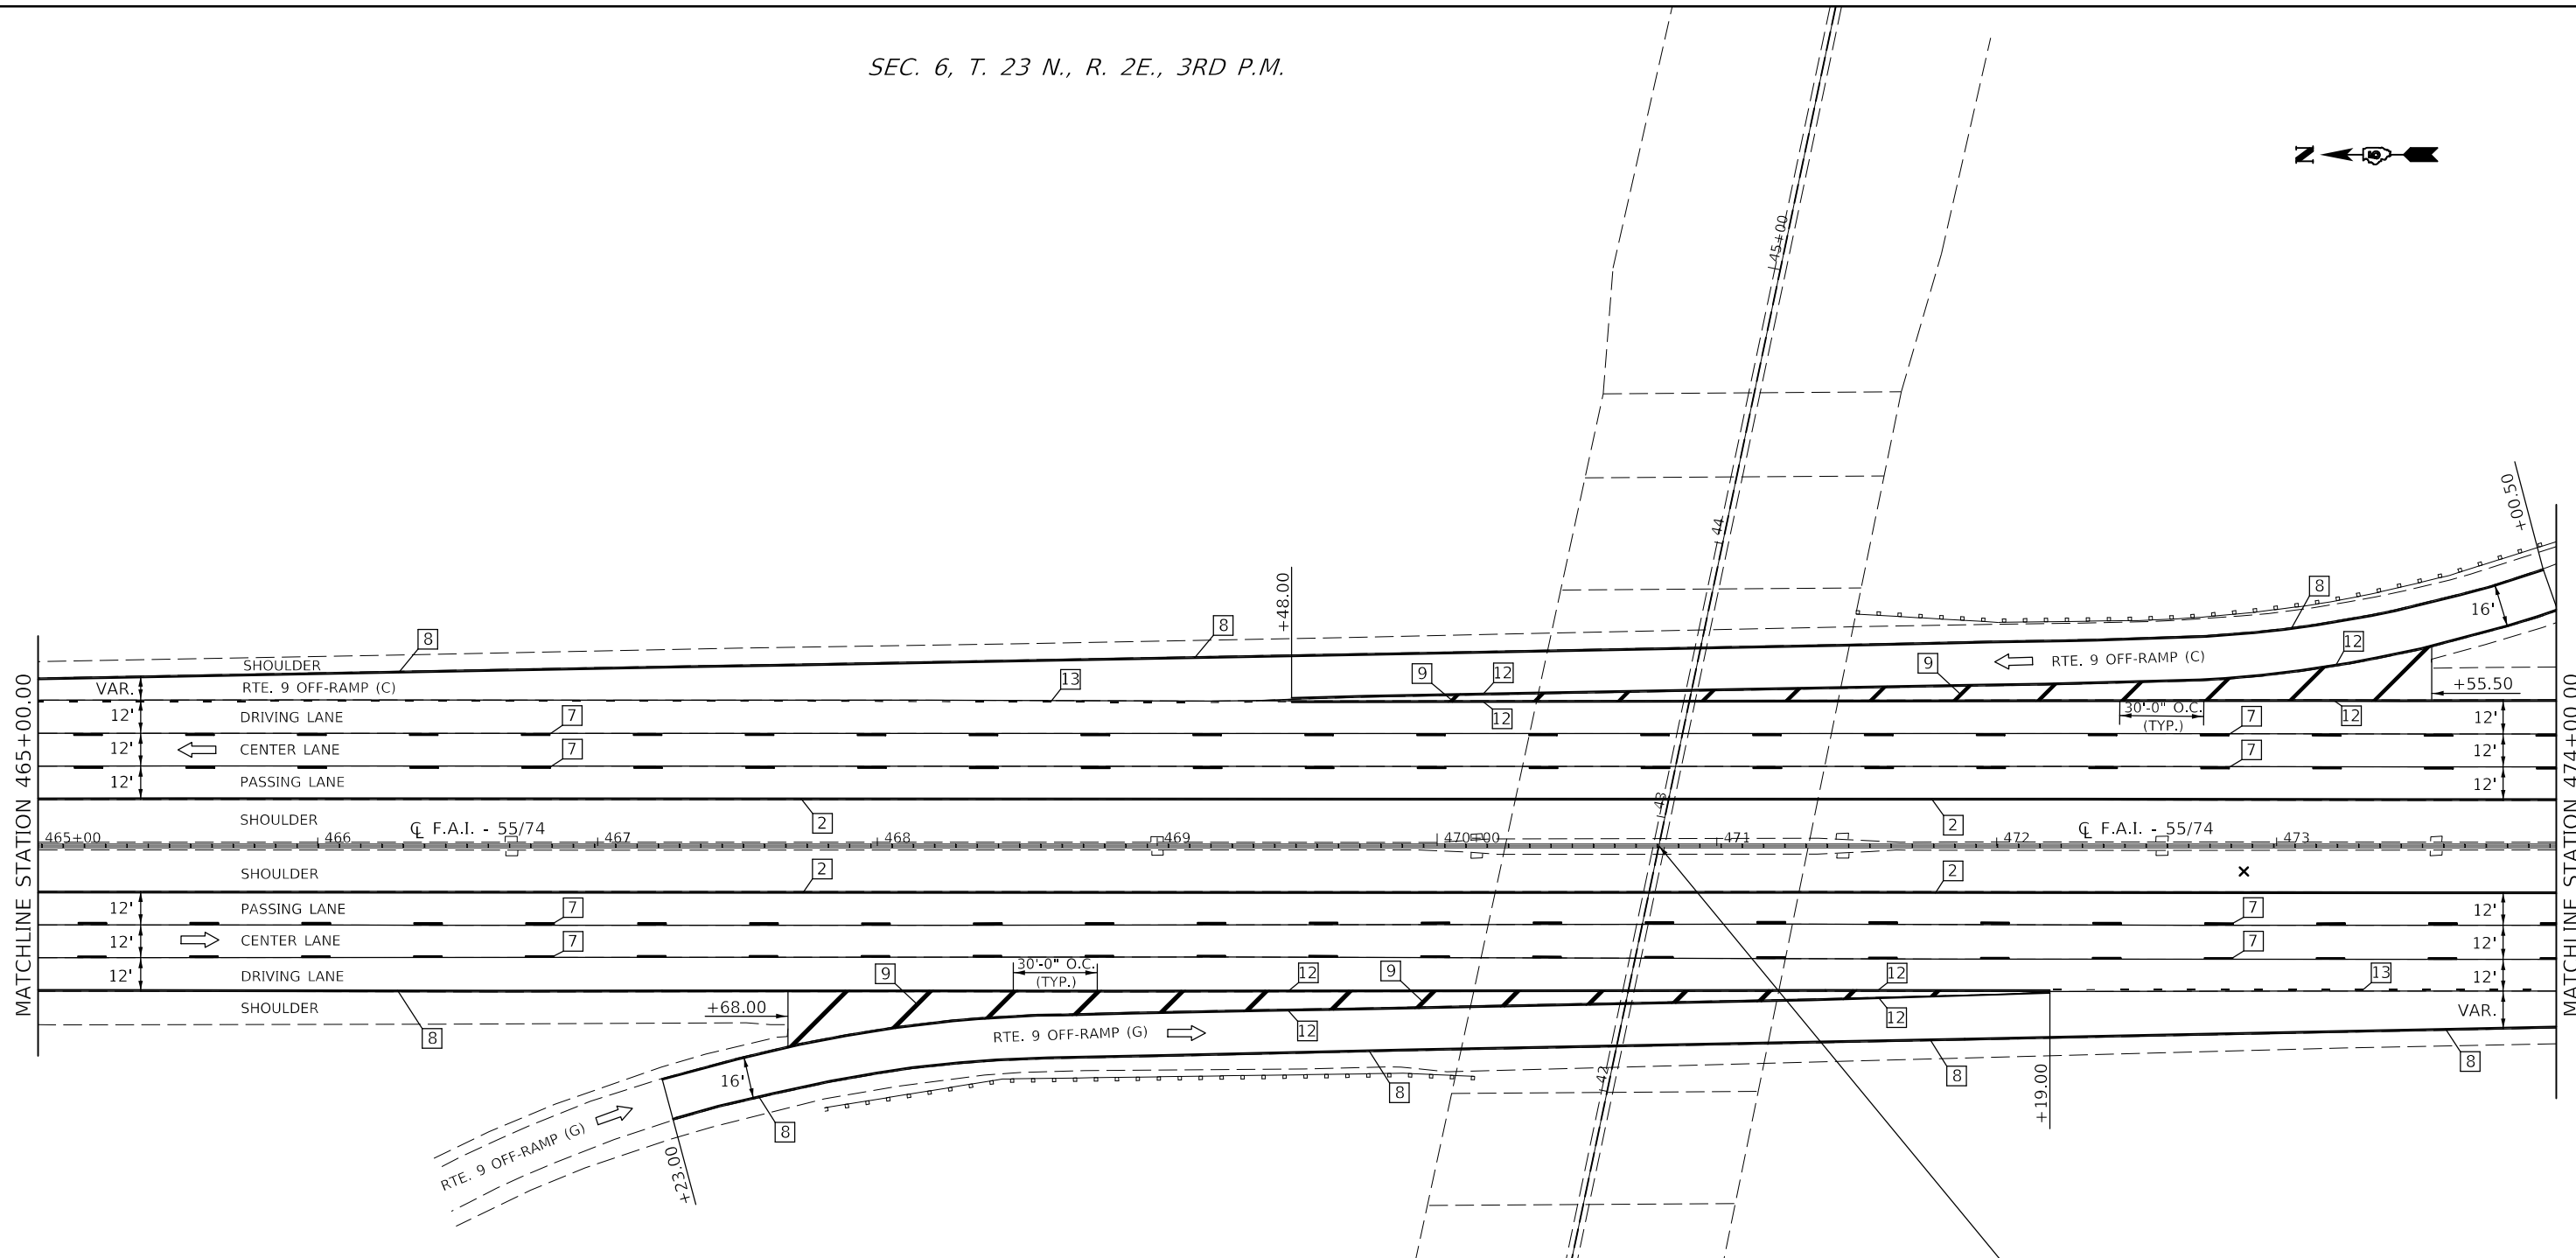 SEC. 6, T. 23 N., R. 2E., 3RD P.M.
N
45+00
44
+00.50
+48.00
8
8
8
16'
12
9
12
9
RTE. 9 OFF-RAMP (C)
+55.50
SHOULDER
VAR.
RTE. 9 OFF-RAMP (C)
13
12
30'-0" O.C.
(TYP.)
12
12'
DRIVING LANE
7
7
12'
12'
CENTER LANE
7
7
12'
12'
PASSING LANE
12'
MATCHLINE STATION 465+00.00
MATCHLINE STATION 474+00.00
SHOULDER
2
43
2
465+00
466
℄ F.A.I. - 55/74
467
468
469
470+00
471
472
℄ F.A.I. - 55/74
473
SHOULDER
2
2
12'
PASSING LANE
7
7
12'
12'
CENTER LANE
7
7
12'
12'
DRIVING LANE
9
30'-0" O.C.
(TYP.)
12
9
12
13
12'
SHOULDER
8
+68.00
RTE. 9 OFF-RAMP (G)
12
12
VAR.
16'
8
8
8
8
42
+19.00
RTE. 9 OFF-RAMP (G)
+23.00